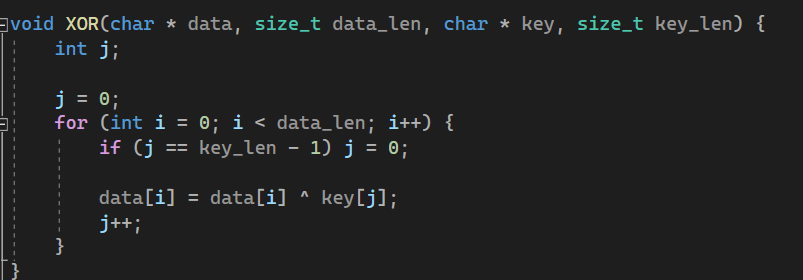 void XOR(char * data, size_t data_len, char * key, size_t key_len) {
    int j;

    j = 0;
    for (int i = 0; i < data_len; i++) {
        if (j == key_len - 1) j = 0;

        data[i] = data[i] ^ key[j];
        j++;
    }
}